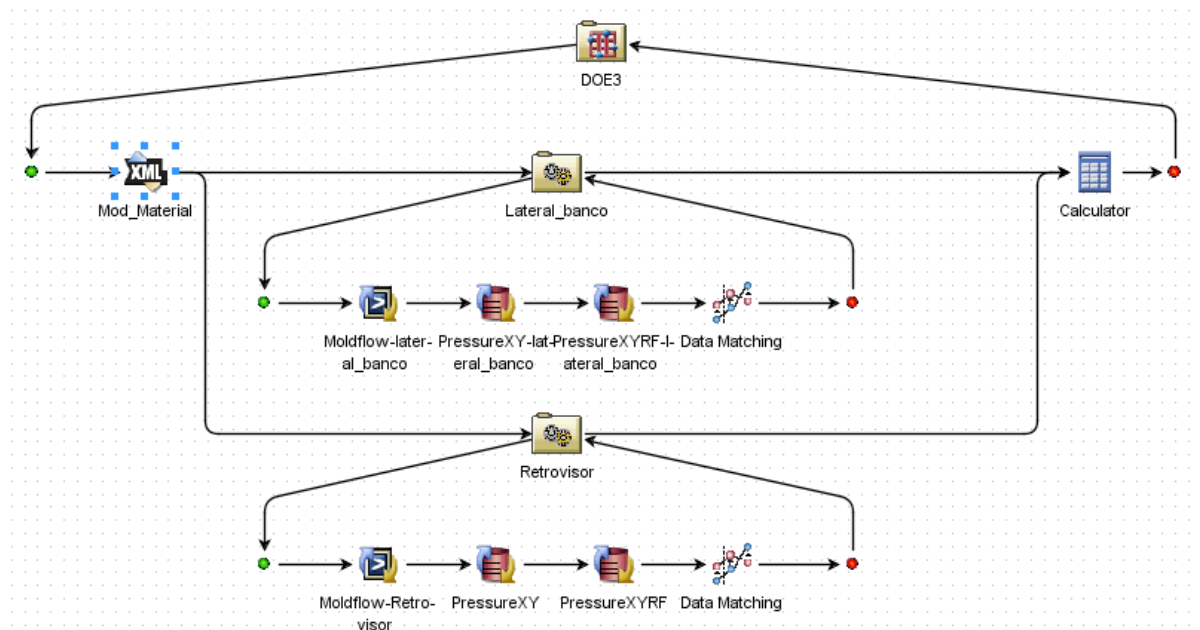 DOE3
XML
Mod_Material
Lateral_banco
Calculator
Moldflow-later-
al_banco
PressureXY-lat-
eral_banco
PressureXYRF-l-
ateral_banco
Data Matching
Retrovisor
Moldflow-Retro-
visor
PressureXY
PressureXYRF
Data Matching